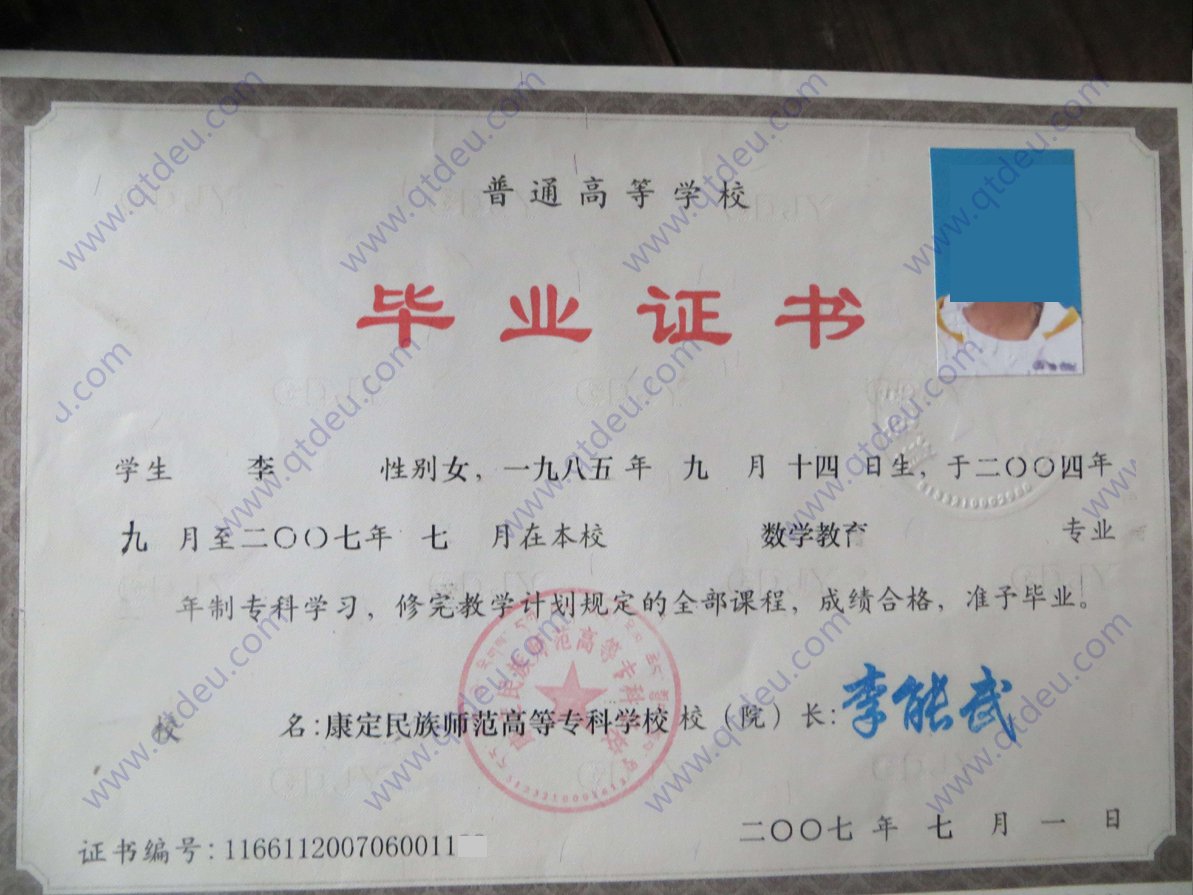 普通高等学校
毕业证书
学生 李 性别女，一九八五年 九 月 十四 日生，于二〇〇四年
九 月至二〇〇七年 七 月在本校 数学教育 专业
年制专科学习，修完教学计划规定的全部课程，成绩合格，准予毕业。
校 名：康定民族师范高等专科学校 校（院）长：李能武
二〇〇七 年 七 月 一 日
证书编号：1166112007060011
www.qtdeu.com